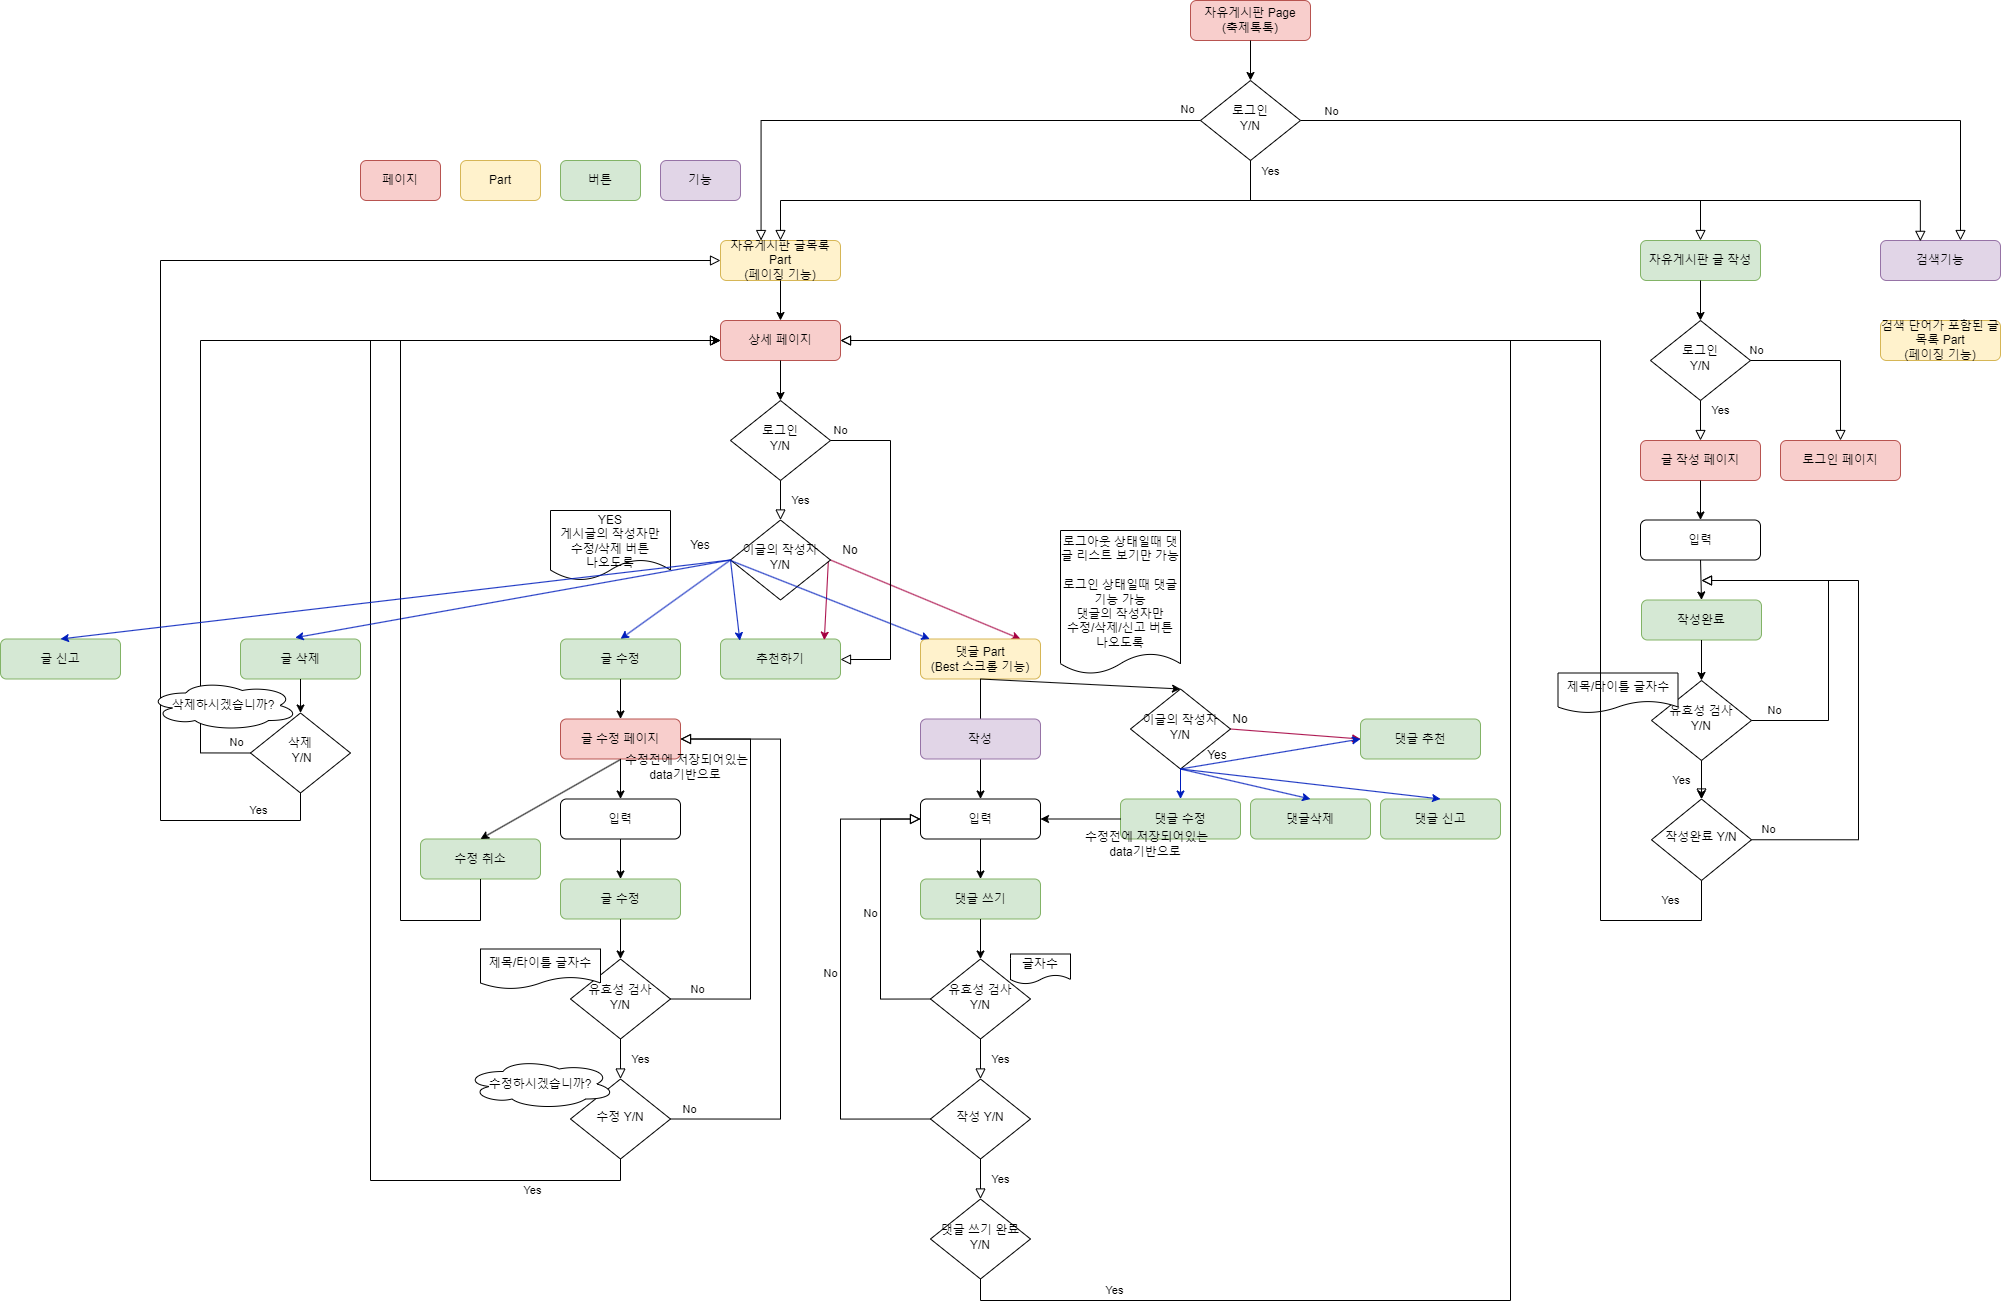 자유게시판 Page
(축제톡톡)
로그인
Y/N
No
No
Yes
페이지
Part
버튼
기능
자유게시판 글목록
Part
(페이징 기능)
자유게시판 글 작성
검색기능
상세 페이지
검색 단어가 포함된 글
목록 Part
(페이징 기능)
로그인
Y/N
No
Yes
로그인
Y/N
No
Yes
글 작성 페이지
로그인 페이지
YES
게시글의 작성자만
수정/삭제 버튼
나오도록
Yes
이글의 작성자
Y/N
No
로그아웃 상태일때 댓
글 리스트 보기만 가능
로그인 상태일때 댓글
기능 가능
댓글의 작성자만
수정/삭제/신고 버튼
나오도록
입력
작성완료
글 신고
글 삭제
글 수정
추천하기
댓글 Part
(Best 스크롤 기능)
삭제하시겠습니까?
삭제
Y/N
No
Yes
글 수정 페이지
수정전에 저장되어있는
data기반으로
작성
이글의 작성자
Y/N
No
Yes
댓글 추천
제목/타이틀 글자수
유효성 검사
Y/N
No
Yes
입력
입력
댓글 수정
수정전에 저장되어있는
data기반으로
댓글삭제
댓글 신고
작성완료 Y/N
No
Yes
수정 취소
글 수정
댓글 쓰기
No
제목/타이틀 글자수
유효성 검사
Y/N
No
Yes
No
유효성 검사
Y/N
글자수
Yes
수정하시겠습니까?
수정 Y/N
No
Yes
작성 Y/N
Yes
댓글 쓰기 완료
Y/N
Yes